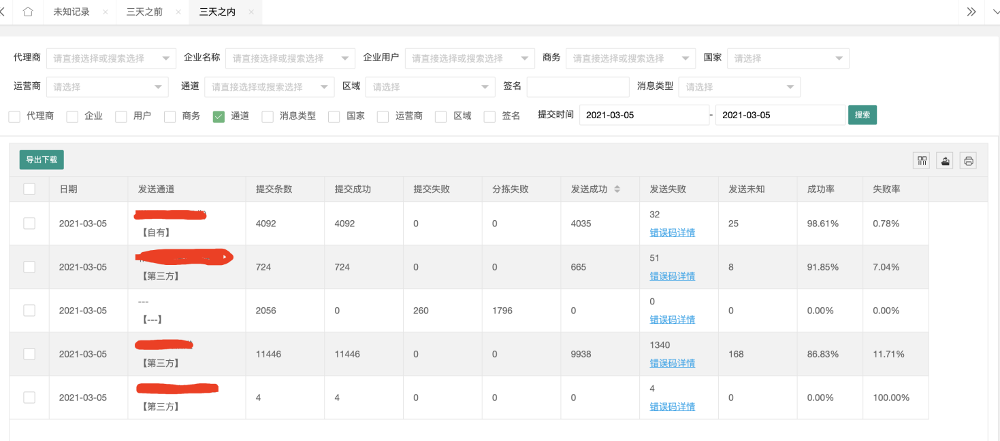 未知记录 三天之前 三天之内
代理商 请直接选择或搜索选择 企业名称 请直接选择或搜索选择 企业用户 请直接选择或搜索选择 商务 请直接选择或搜索选择 国家 请选择
运营商 请选择 通道 请直接选择或搜索选择 区域 请选择 签名 消息类型 请选择
代理商 企业 用户 商务 通道 消息类型 国家 运营商 区域 签名 提交时间 2021-03-05 - 2021-03-05 搜索
导出下载
日期 发送通道 提交条数 提交成功 提交失败 分拣失败 发送成功 发送失败 发送未知 成功率 失败率
2021-03-05 【自有】 4092 4092 0 0 4035 32 错误码详情 25 98.61% 0.78%
2021-03-05 【第三方】 724 724 0 0 665 51 错误码详情 8 91.85% 7.04%
2021-03-05 --- 【---】 2056 0 260 1796 0 0 错误码详情 0 0.00% 0.00%
2021-03-05 【第三方】 11446 11446 0 0 9938 1340 错误码详情 168 86.83% 11.71%
2021-03-05 【第三方】 4 4 0 0 0 4 错误码详情 0 0.00% 100.00%